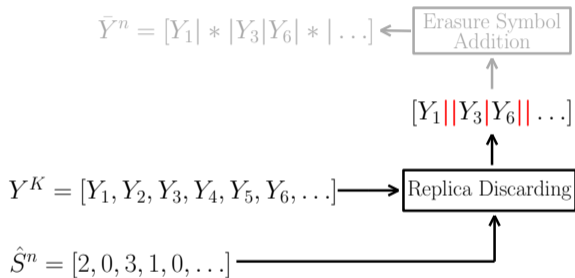 Ȳⁿ = [Y₁| * |Y₃|Y₆| * | …]
Erasure Symbol
Addition
[Y₁||Y₃|Y₆|| …]
Yᴷ = [Y₁, Y₂, Y₃, Y₄, Y₅, Y₆, …]
Replica Discarding
Ŝⁿ = [2, 0, 3, 1, 0, …]